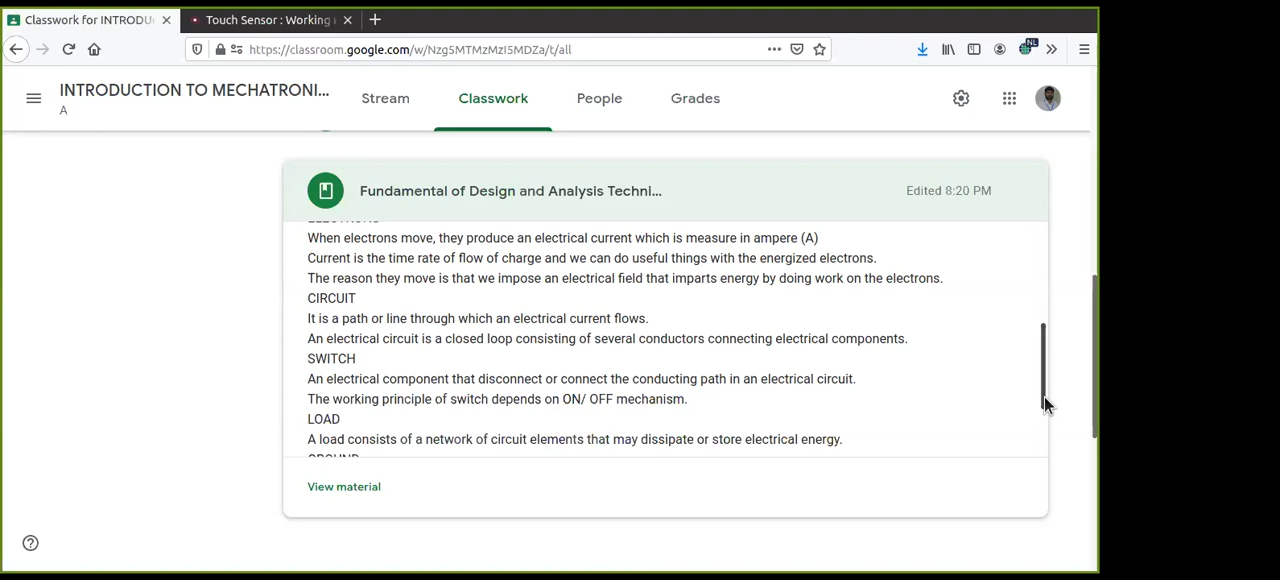 Classwork for INTRODU
Touch Sensor : Working
https://classroom.google.com/w/Nzg5MTMzMzI5MDZa/t/all
NL
INTRODUCTION TO MECHATRONI...
A
Stream
Classwork
People
Grades
Fundamental of Design and Analysis Techni...
Edited 8:20 PM
When electrons move, they produce an electrical current which is measure in ampere (A)
Current is the time rate of flow of charge and we can do useful things with the energized electrons.
The reason they move is that we impose an electrical field that imparts energy by doing work on the electrons.
CIRCUIT
It is a path or line through which an electrical current flows.
An electrical circuit is a closed loop consisting of several conductors connecting electrical components.
SWITCH
An electrical component that disconnect or connect the conducting path in an electrical circuit.
The working principle of switch depends on ON/ OFF mechanism.
LOAD
A load consists of a network of circuit elements that may dissipate or store electrical energy.
GROUND
View material